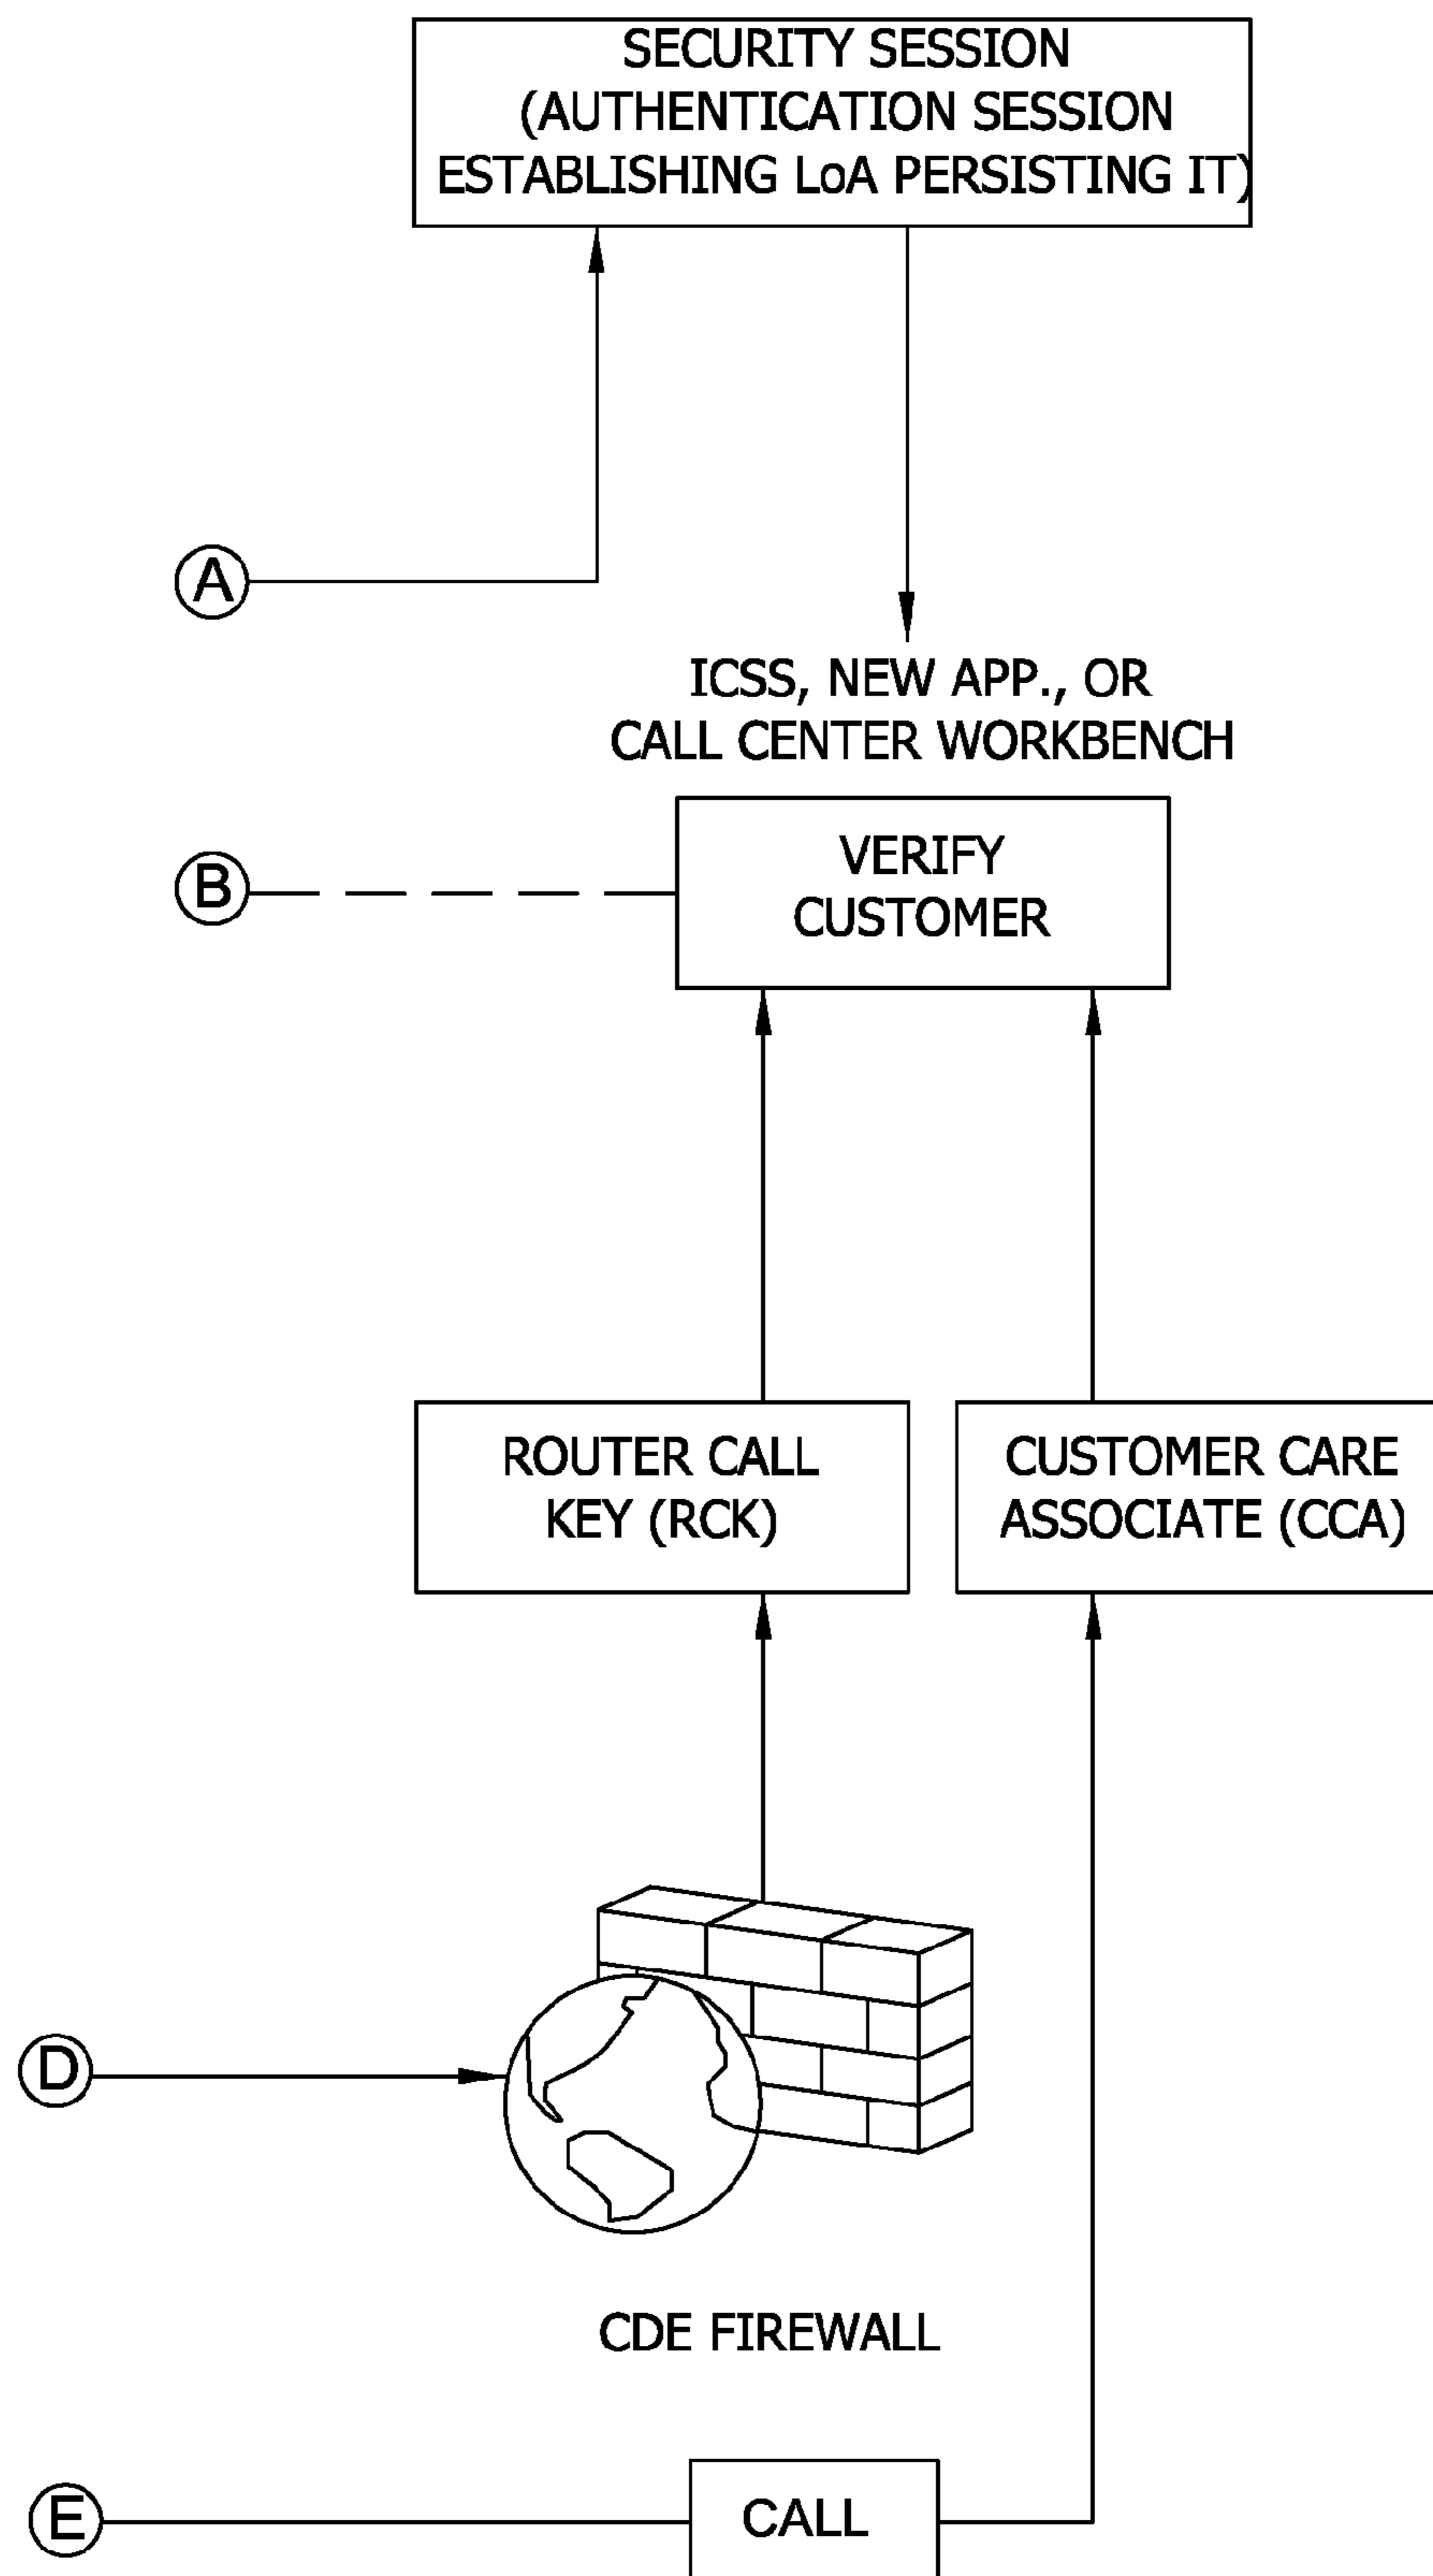 SECURITY SESSION
(AUTHENTICATION SESSION
ESTABLISHING LoA PERSISTING IT)
A
ICSS, NEW APP., OR
CALL CENTER WORKBENCH
B
VERIFY
CUSTOMER
ROUTER CALL
KEY (RCK)
CUSTOMER CARE
ASSOCIATE (CCA)
D
CDE FIREWALL
E
CALL